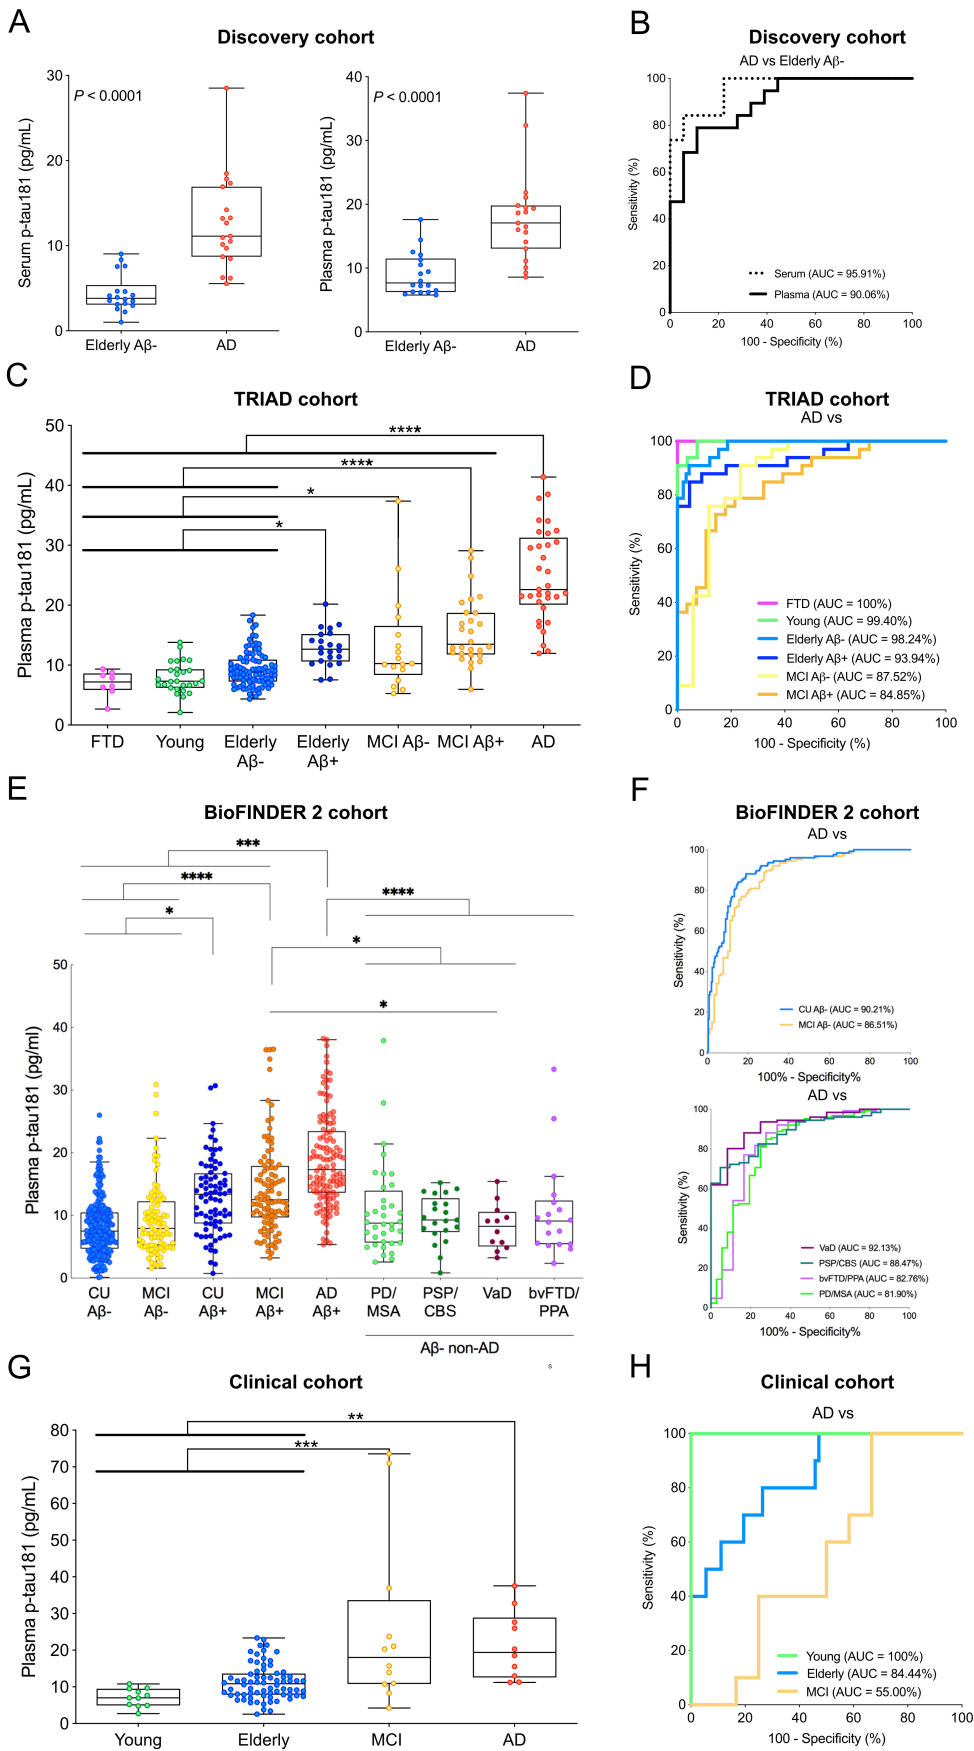 A
Discovery cohort
30
20
10
0
Serum p-tau181 (pg/mL)
P < 0.0001
Elderly Aβ-
AD
40
30
20
10
0
Plasma p-tau181 (pg/mL)
P < 0.0001
Elderly Aβ-
AD
B
Discovery cohort
AD vs Elderly Aβ-
100
80
60
40
20
0
Sensitivity (%)
Serum (AUC = 95.91%)
Plasma (AUC = 90.06%)
0 20 40 60 80 100
100 - Specificity (%)
C
TRIAD cohort
50
40
30
20
10
0
Plasma p-tau181 (pg/mL)
****
****
*
*
FTD Young Elderly Elderly MCI Aβ- MCI Aβ+ AD
Aβ- Aβ+
D
TRIAD cohort
AD vs
100
80
60
40
20
0
Sensitivity (%)
FTD (AUC = 100%)
Young (AUC = 99.40%)
Elderly Aβ- (AUC = 98.24%)
Elderly Aβ+ (AUC = 93.94%)
MCI Aβ- (AUC = 87.52%)
MCI Aβ+ (AUC = 84.85%)
0 20 40 60 80 100
100 - Specificity (%)
E
BioFINDER 2 cohort
***
****
****
*
*
*
50
40
30
20
10
0
Plasma p-tau181 (pg/ml)
CU MCI CU MCI AD PD/ PSP/ VaD bvFTD/
Aβ- Aβ- Aβ+ Aβ+ Aβ+ MSA CBS PPA
Aβ- non-AD
s
F
BioFINDER 2 cohort
AD vs
100
80
60
40
20
0
Sensitivity (%)
CU Aβ- (AUC = 90.21%)
MCI Aβ- (AUC = 86.51%)
0 20 40 60 80 100
100% - Specificity%
AD vs
100
80
60
40
20
0
Sensitivity (%)
VaD (AUC = 92.13%)
PSP/CBS (AUC = 88.47%)
bvFTD/PPA (AUC = 82.76%)
PD/MSA (AUC = 81.90%)
0 20 40 60 80 100
100% - Specificity%
G
Clinical cohort
80
70
60
50
40
30
20
10
0
Plasma p-tau181 (pg/mL)
**
***
Young Elderly MCI AD
H
Clinical cohort
AD vs
100
80
60
40
20
0
Sensitivity (%)
Young (AUC = 100%)
Elderly (AUC = 84.44%)
MCI (AUC = 55.00%)
0 20 40 60 80 100
100 - Specificity (%)